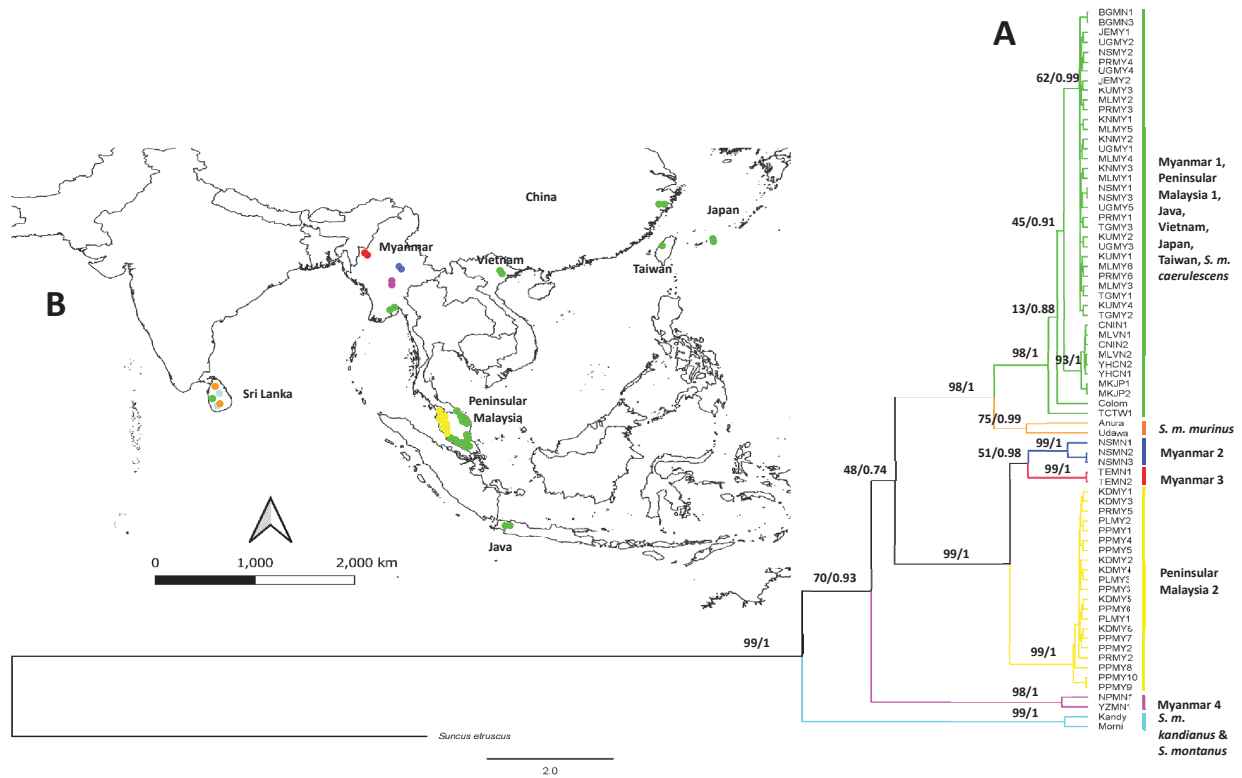 A
B
China
Japan
Myanmar
Vietnam
Taiwan
Sri Lanka
Peninsular
Malaysia
Java
0 1,000 2,000 km
62/0.99
45/0.91
13/0.88
93/1
98/1
98/1
75/0.99
99/1
51/0.98
99/1
48/0.74
99/1
70/0.93
99/1
99/1
98/1
99/1
BGMN1
BGMN3
JEMY1
UGMY2
NSMY2
PRMY4
UGMY4
JEMY2
KUMY3
MLMY2
PRMY3
KNMY1
MLMY5
KNMY2
UGMY1
MLMY4
KNMY3
MLMY1
NSMY1
NSMY3
UGMY5
PRMY1
TGMY3
KUMY2
UGMY3
KUMY1
MLMY6
PRMY6
MLMY3
TGMY1
KUMY4
TGMY2
CNIN1
MLVN1
CNIN2
MLVN2
YHCN2
YHCN1
MKJP1
MKJP2
Colom
TCTW1
Anura
Udawa
NSMN1
NSMN2
NSMN3
TEMN1
TEMN2
KDMY1
KDMY3
PRMY5
PLMY2
PPMY1
PPMY4
PPMY5
KDMY2
KDMY4
PLMY3
PPMY3
KDMY5
PPMY6
PLMY1
KDMY6
PPMY7
PPMY2
PRMY2
PPMY8
PPMY10
PPMY9
NPMN1
YZMN1
Kandy
Morni
Myanmar 1,
Peninsular
Malaysia 1,
Java,
Vietnam,
Japan,
Taiwan, S. m.
caerulescens
S. m. murinus
Myanmar 2
Myanmar 3
Peninsular
Malaysia 2
Myanmar 4
S. m.
kandianus &
S. montanus
Suncus etruscus
2.0